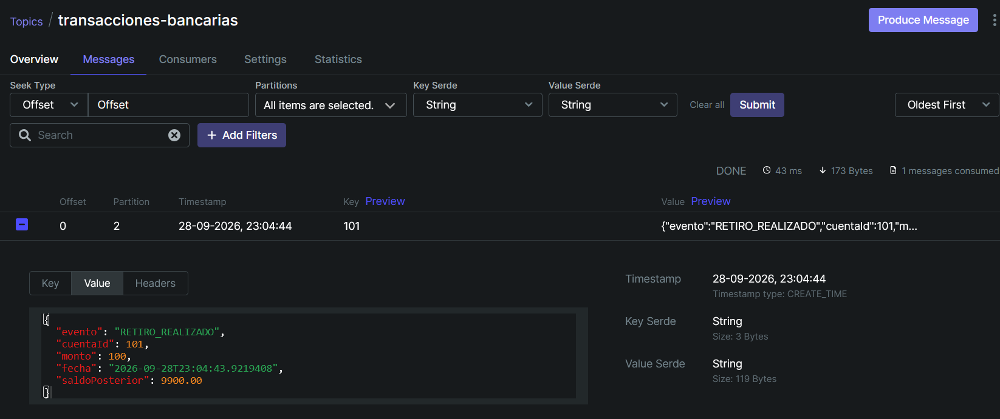 Topics / transacciones-bancarias
Produce Message
Overview Messages Consumers Settings Statistics
Seek Type Partitions Key Serde Value Serde
Offset Offset All items are selected. String String Clear all Submit Oldest First
Search + Add Filters
DONE 43 ms 173 Bytes 1 messages consumed
Offset Partition Timestamp Key Preview Value Preview
0 2 28-09-2026, 23:04:44 101 {"evento":"RETIRO_REALIZADO","cuentaId":101,"m...
Key Value Headers
{
"evento": "RETIRO_REALIZADO",
"cuentaId": 101,
"monto": 100,
"fecha": "2026-09-28T23:04:43.9219408",
"saldoPosterior": 9900.00
}
Timestamp 28-09-2026, 23:04:44
Timestamp type: CREATE_TIME
Key Serde String
Size: 3 Bytes
Value Serde String
Size: 119 Bytes